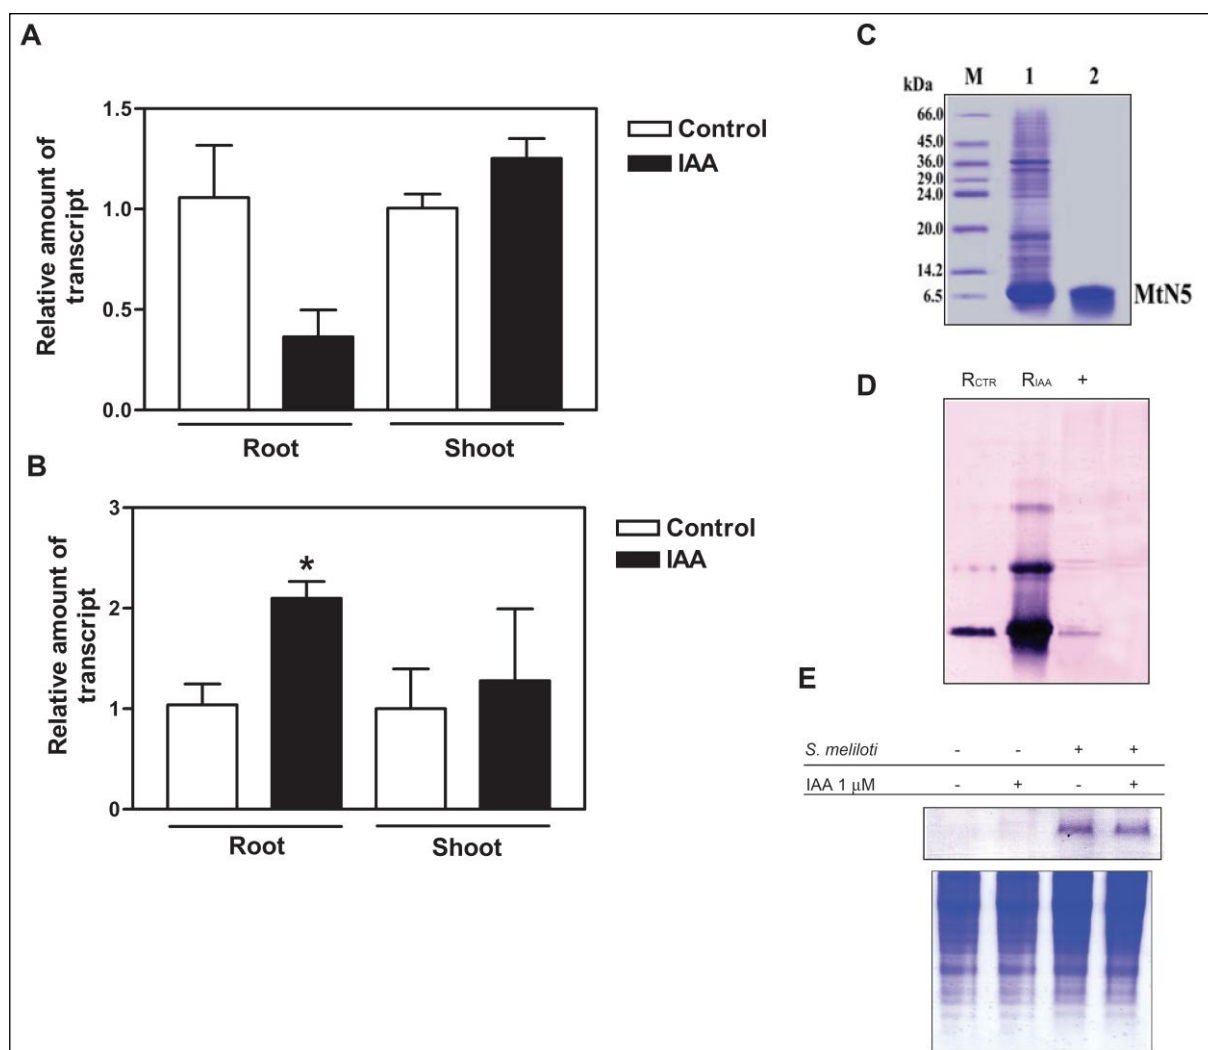 A
Relative amount of
transcript
1.5
1.0
0.5
0.0
Control
IAA
Root
Shoot
B
Relative amount of
transcript
3
2
1
0
*
Control
IAA
Root
Shoot
C
kDa M 1 2
66.0
45.0
36.0
29.0
24.0
20.0
14.2
6.5
MtN5
D
RCTR RIAA +
E
S. meliloti - - + +
IAA 1 μM - + - +